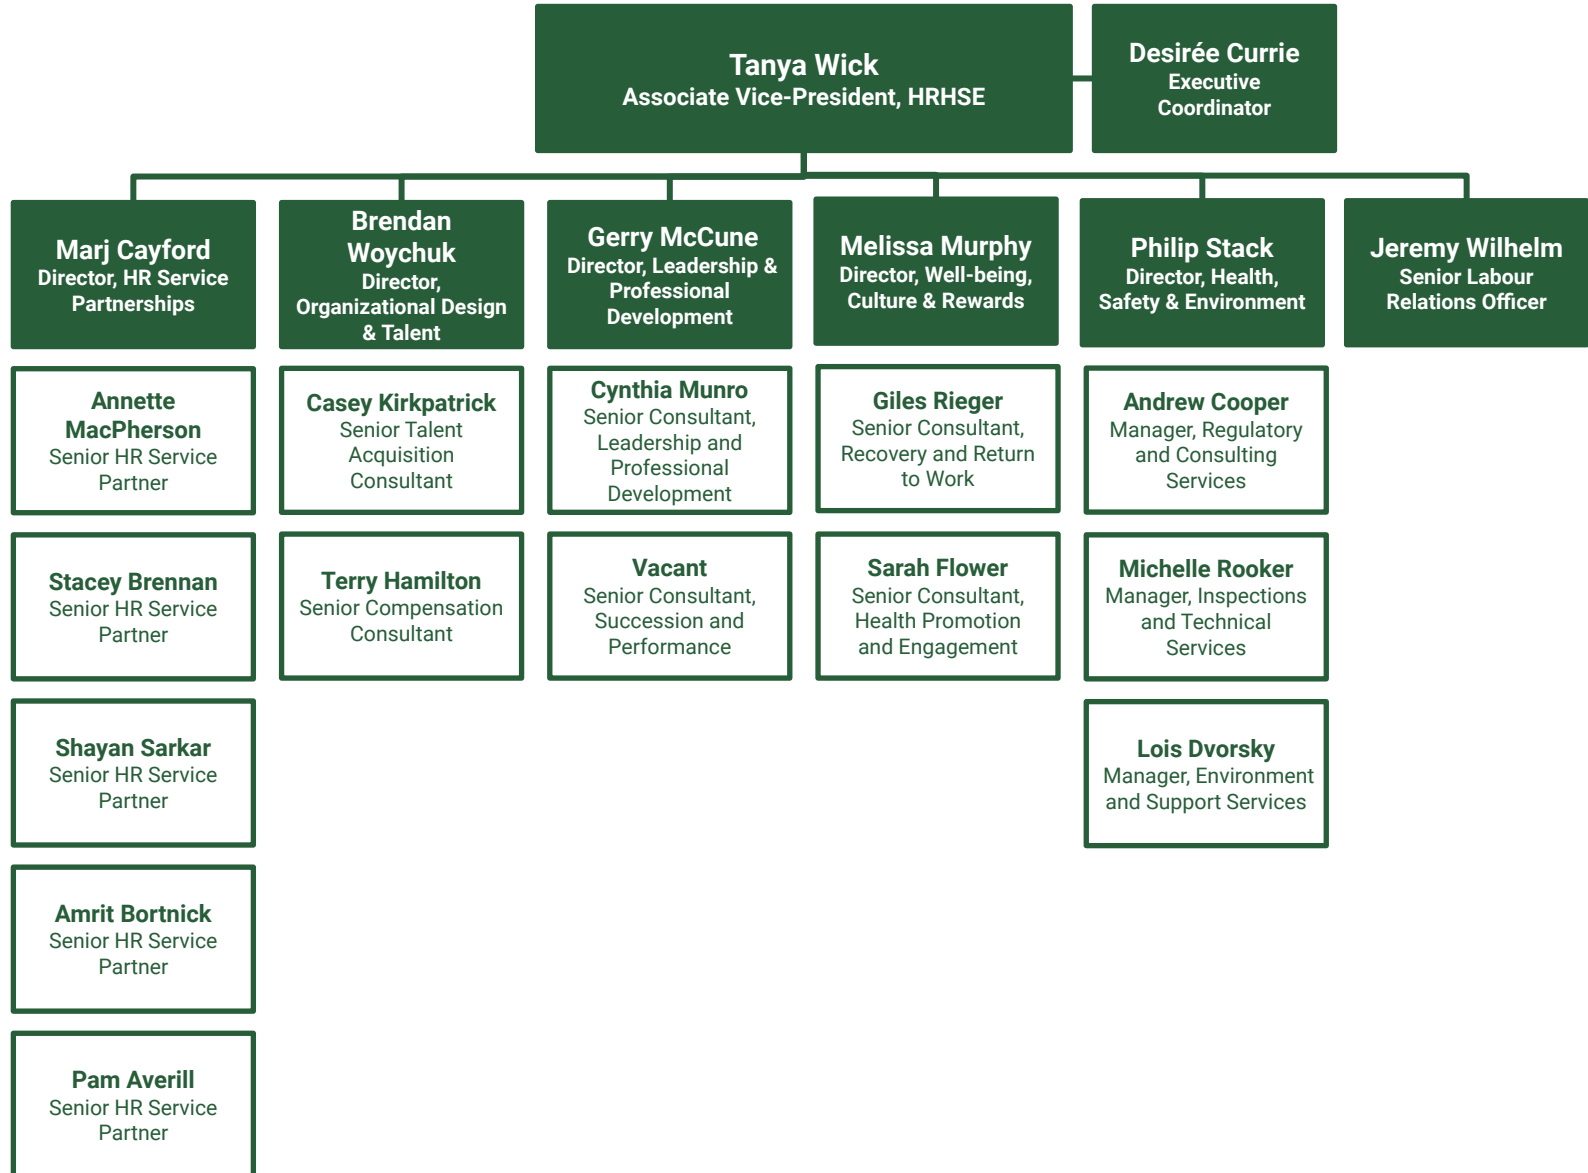 Tanya Wick
Associate Vice-President, HRHSE
Desirée Currie
Executive
Coordinator
Marj Cayford
Director, HR Service
Partnerships
Brendan
Woychuk
Director,
Organizational Design
& Talent
Gerry McCune
Director, Leadership &
Professional
Development
Melissa Murphy
Director, Well-being,
Culture & Rewards
Philip Stack
Director, Health,
Safety & Environment
Jeremy Wilhelm
Senior Labour
Relations Officer
Annette
MacPherson
Senior HR Service
Partner
Casey Kirkpatrick
Senior Talent
Acquisition
Consultant
Cynthia Munro
Senior Consultant,
Leadership and
Professional
Development
Giles Rieger
Senior Consultant,
Recovery and Return
to Work
Andrew Cooper
Manager, Regulatory
and Consulting
Services
Stacey Brennan
Senior HR Service
Partner
Terry Hamilton
Senior Compensation
Consultant
Vacant
Senior Consultant,
Succession and
Performance
Sarah Flower
Senior Consultant,
Health Promotion
and Engagement
Michelle Rooker
Manager, Inspections
and Technical
Services
Shayan Sarkar
Senior HR Service
Partner
Lois Dvorsky
Manager, Environment
and Support Services
Amrit Bortnick
Senior HR Service
Partner
Pam Averill
Senior HR Service
Partner